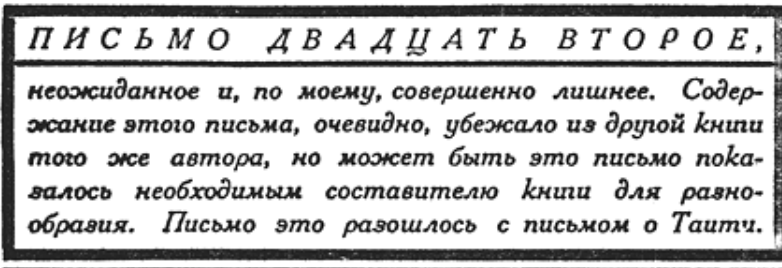 ПИСЬМО ДВАДЦАТЬ ВТОРОЕ,
неожиданное и, по моему, совершенно лишнее. Содер-
жание этого письма, очевидно, убежало из другой книги
того же автора, но может быть это письмо пока-
залось необходимым составителю книги для разно-
образия. Письмо это разошлось с письмом о Таити.